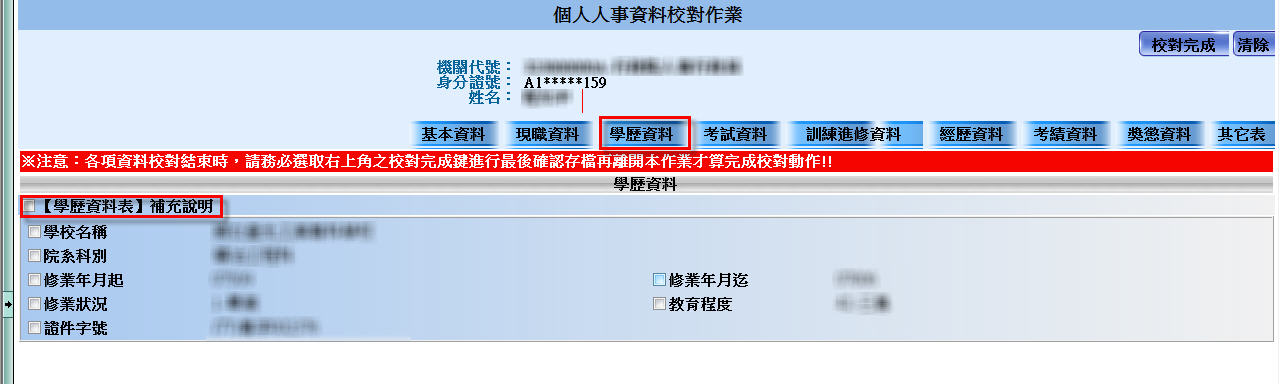 個人人事資料校對作業
校對完成 清除
機關代號：
身分證號： A1*****159
姓名：
基本資料 現職資料 學歷資料 考試資料 訓練進修資料 經歷資料 考績資料 獎懲資料 其它表
※注意：各項資料校對結束時，請務必選取右上角之校對完成鍵進行最後確認存檔再離開本作業才算完成校對動作!!
學歷資料
【學歷資料表】補充說明
學校名稱
院系科別
修業年月起 修業年月迄
修業狀況 教育程度
證件字號